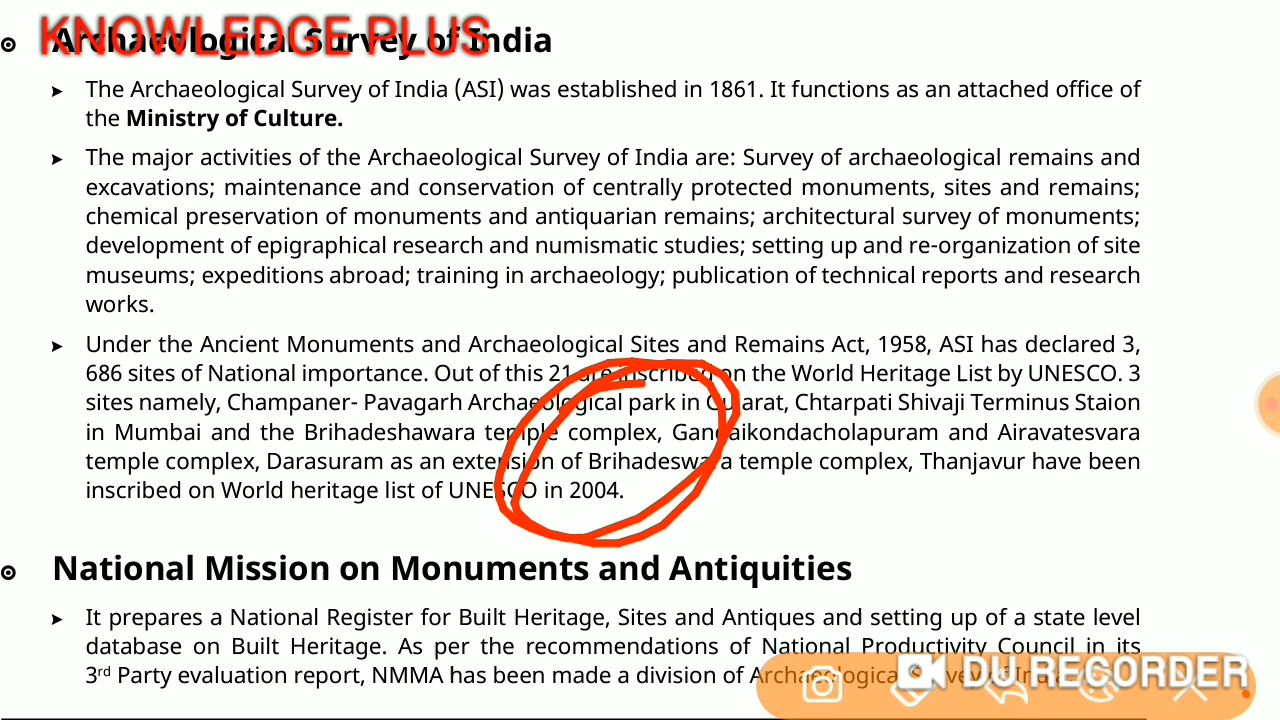 KNOWLEDGE PLUS
Archaeological Survey of India
The Archaeological Survey of India (ASI) was established in 1861. It functions as an attached office of
the Ministry of Culture.
The major activities of the Archaeological Survey of India are: Survey of archaeological remains and
excavations; maintenance and conservation of centrally protected monuments, sites and remains;
chemical preservation of monuments and antiquarian remains; architectural survey of monuments;
development of epigraphical research and numismatic studies; setting up and re-organization of site
museums; expeditions abroad; training in archaeology; publication of technical reports and research
works.
Under the Ancient Monuments and Archaeological Sites and Remains Act, 1958, ASI has declared 3,
686 sites of National importance. Out of this 21 are inscribed on the World Heritage List by UNESCO. 3
sites namely, Champaner- Pavagarh Archaeological park in Gujarat, Chtarpati Shivaji Terminus Staion
in Mumbai and the Brihadeshawara temple complex, Gangaikondacholapuram and Airavatesvara
temple complex, Darasuram as an extension of Brihadeswara temple complex, Thanjavur have been
inscribed on World heritage list of UNESCO in 2004.
National Mission on Monuments and Antiquities
It prepares a National Register for Built Heritage, Sites and Antiques and setting up of a state level
database on Built Heritage. As per the recommendations of National Productivity Council in its
3rd Party evaluation report, NMMA has been made a division of Archaeological Survey of India.
DU RECORDER